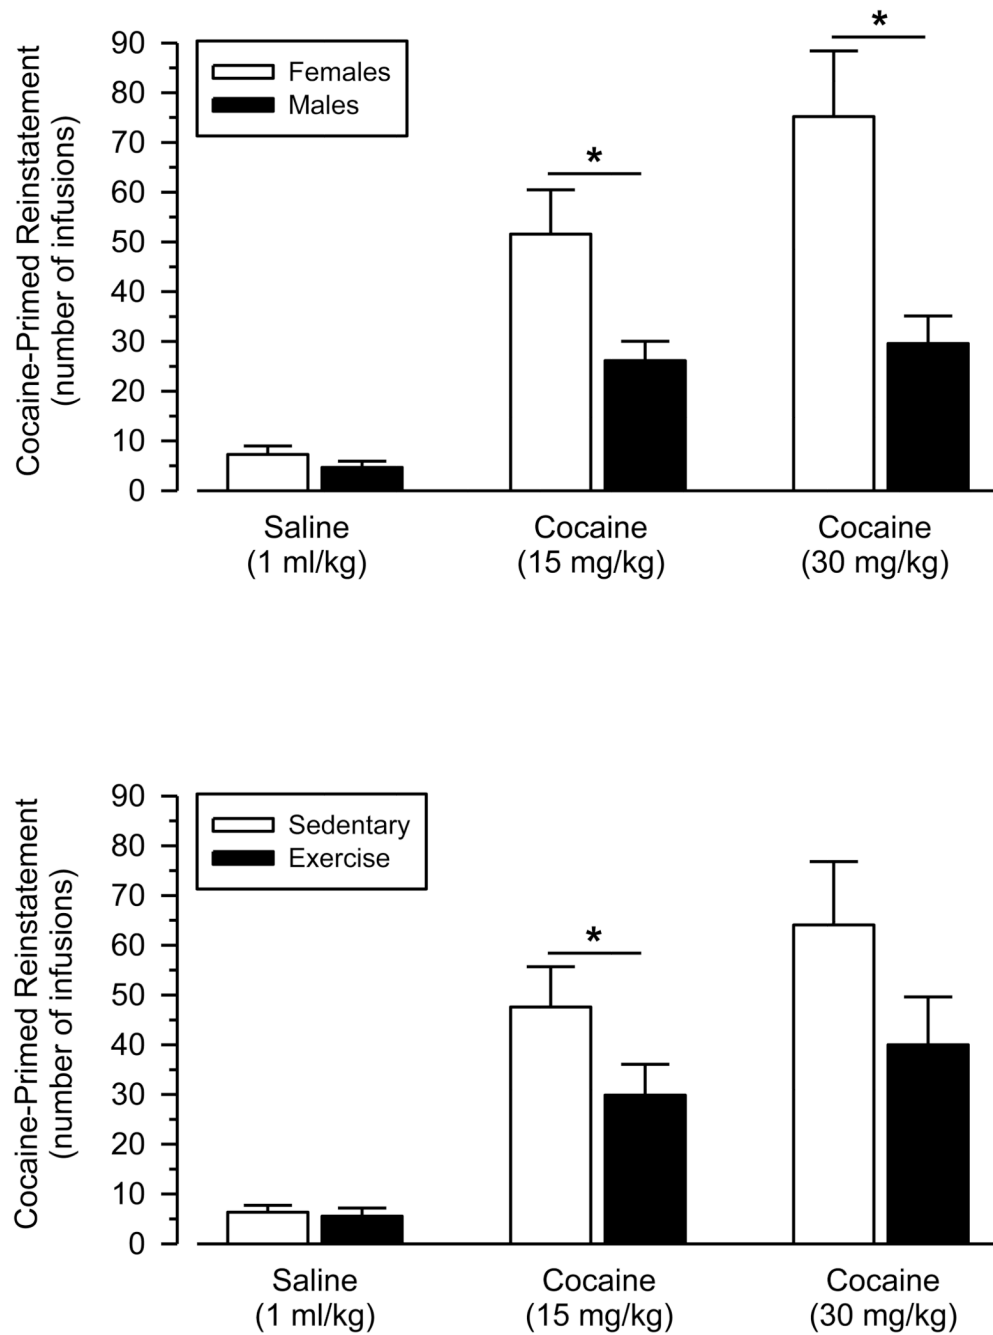 Cocaine-Primed Reinstatement
(number of infusions)
90
80
70
60
50
40
30
20
10
0
Females
Males
*
*
Saline
(1 ml/kg)
Cocaine
(15 mg/kg)
Cocaine
(30 mg/kg)
Cocaine-Primed Reinstatement
(number of infusions)
90
80
70
60
50
40
30
20
10
0
Sedentary
Exercise
*
Saline
(1 ml/kg)
Cocaine
(15 mg/kg)
Cocaine
(30 mg/kg)